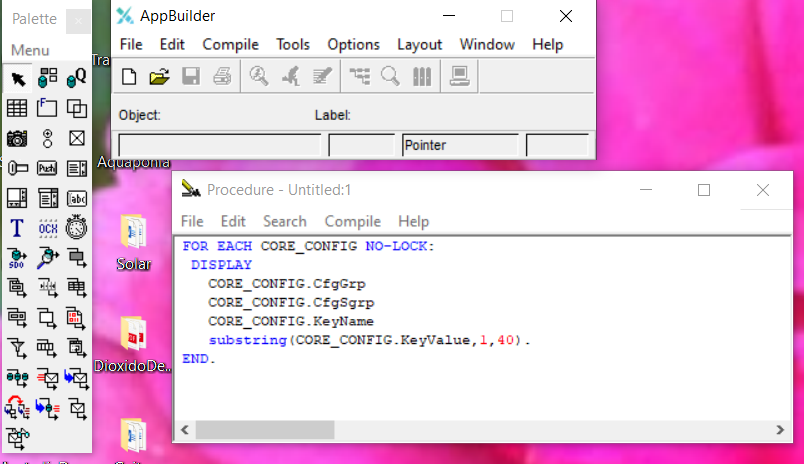 Palette
×
Menu
F
Q
Push
abc
T
OCX
SDO
AppBuilder
File Edit Compile Tools Options Layout Window Help
Object: Label:
Pointer
Tra
Aquaponia
Solar
DioxidoDe...
Procedure - Untitled:1
File Edit Search Compile Help
FOR EACH CORE_CONFIG NO-LOCK:
DISPLAY
CORE_CONFIG.CfgGrp
CORE_CONFIG.CfgSgrp
CORE_CONFIG.KeyName
substring(CORE_CONFIG.KeyValue,1,40).
END.